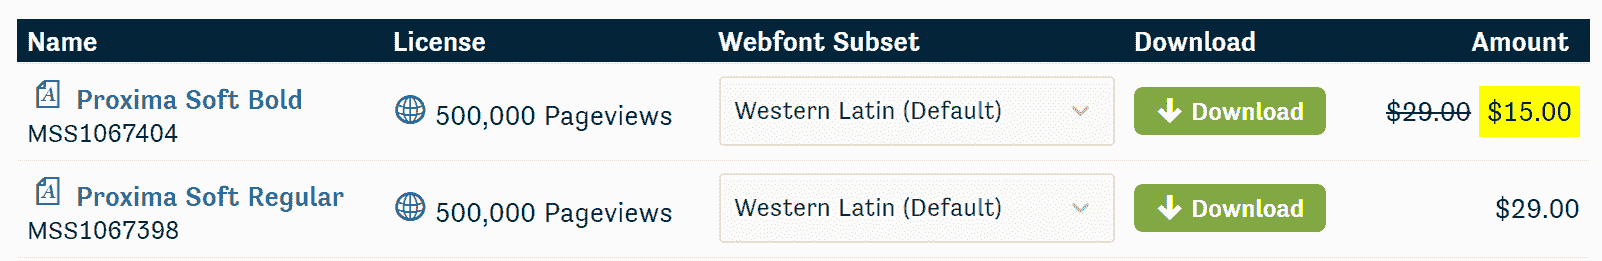 Name License Webfont Subset Download Amount
Proxima Soft Bold 500,000 Pageviews Western Latin (Default) Download $29.00 $15.00
MSS1067404
Proxima Soft Regular 500,000 Pageviews Western Latin (Default) Download $29.00
MSS1067398